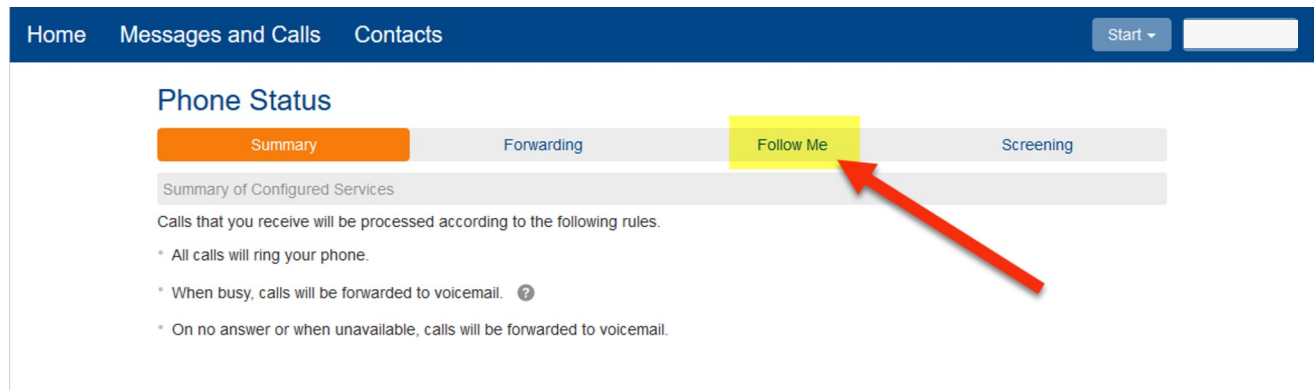 Home Messages and Calls Contacts Start
Phone Status
Summary Forwarding Follow Me Screening
Summary of Configured Services
Calls that you receive will be processed according to the following rules.
All calls will ring your phone.
When busy, calls will be forwarded to voicemail. ?
On no answer or when unavailable, calls will be forwarded to voicemail.